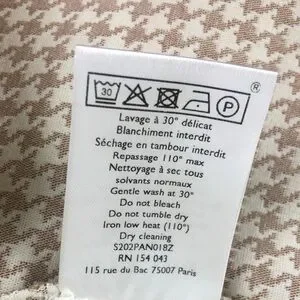 30 P ®
Lavage à 30° délicat
Blanchiment interdit
Séchage en tambour interdit
Repassage 110° max
Nettoyage à sec
solvants normaux
Gentle wash at 30°
Do not bleach
Do not tumble dry
Iron low heat (110°)
Dry cleaning
S202PAN018Z
RN 154 043
115 rue du Bac 75007 Paris